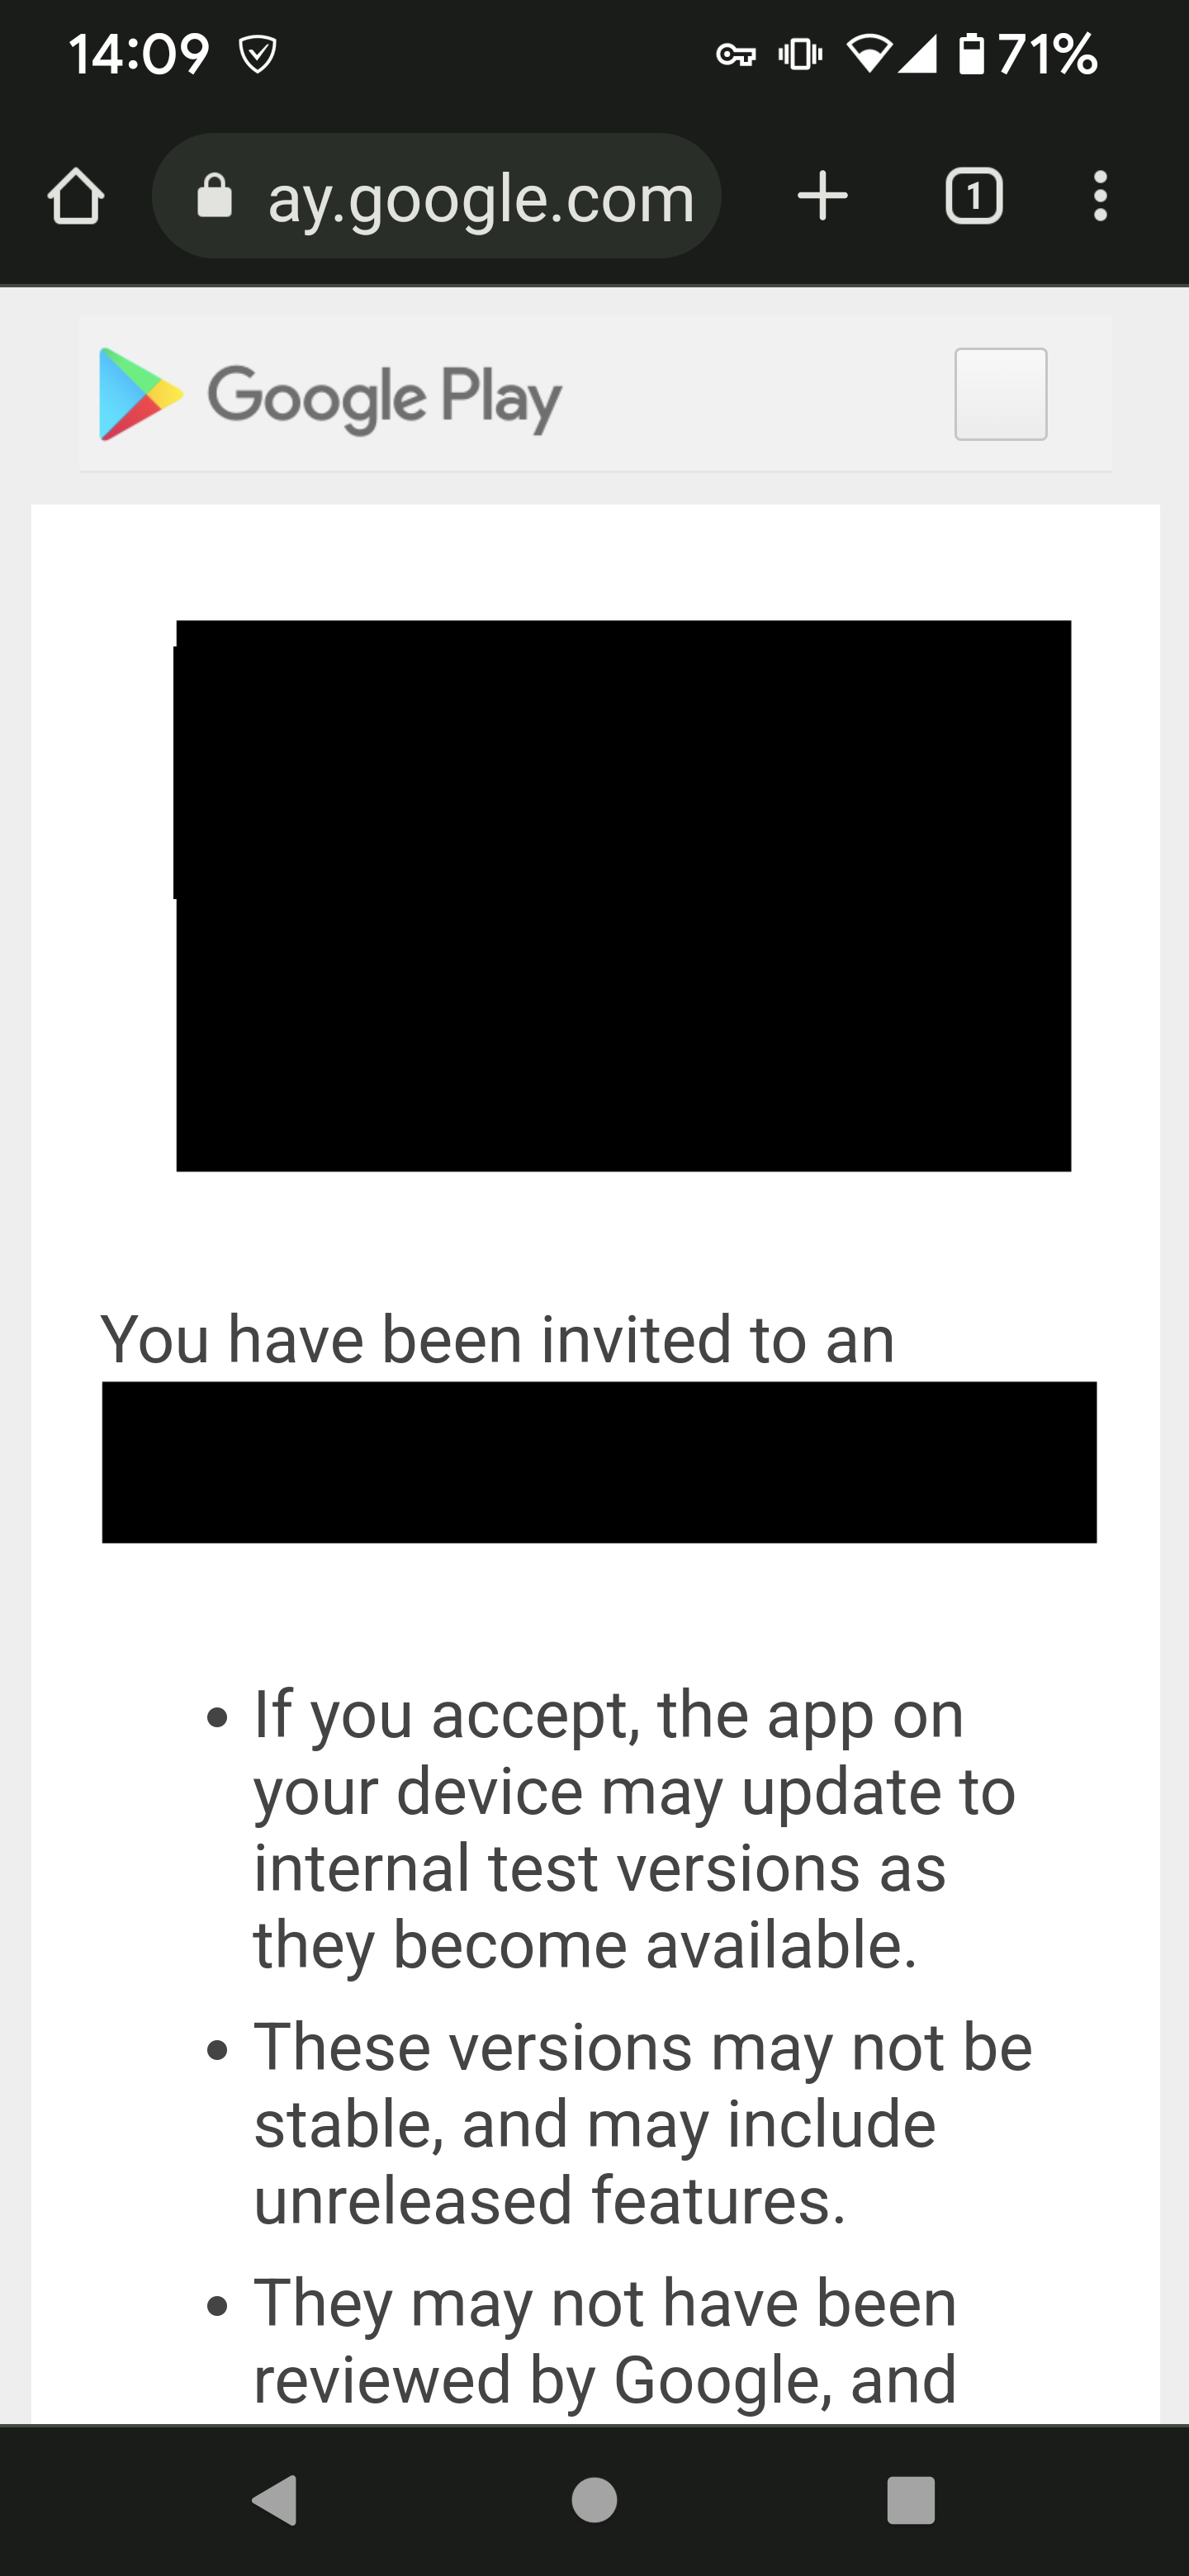 14:09
71%
ay.google.com
1
Google Play
You have been invited to an
• If you accept, the app on
your device may update to
internal test versions as
they become available.
• These versions may not be
stable, and may include
unreleased features.
• They may not have been
reviewed by Google, and